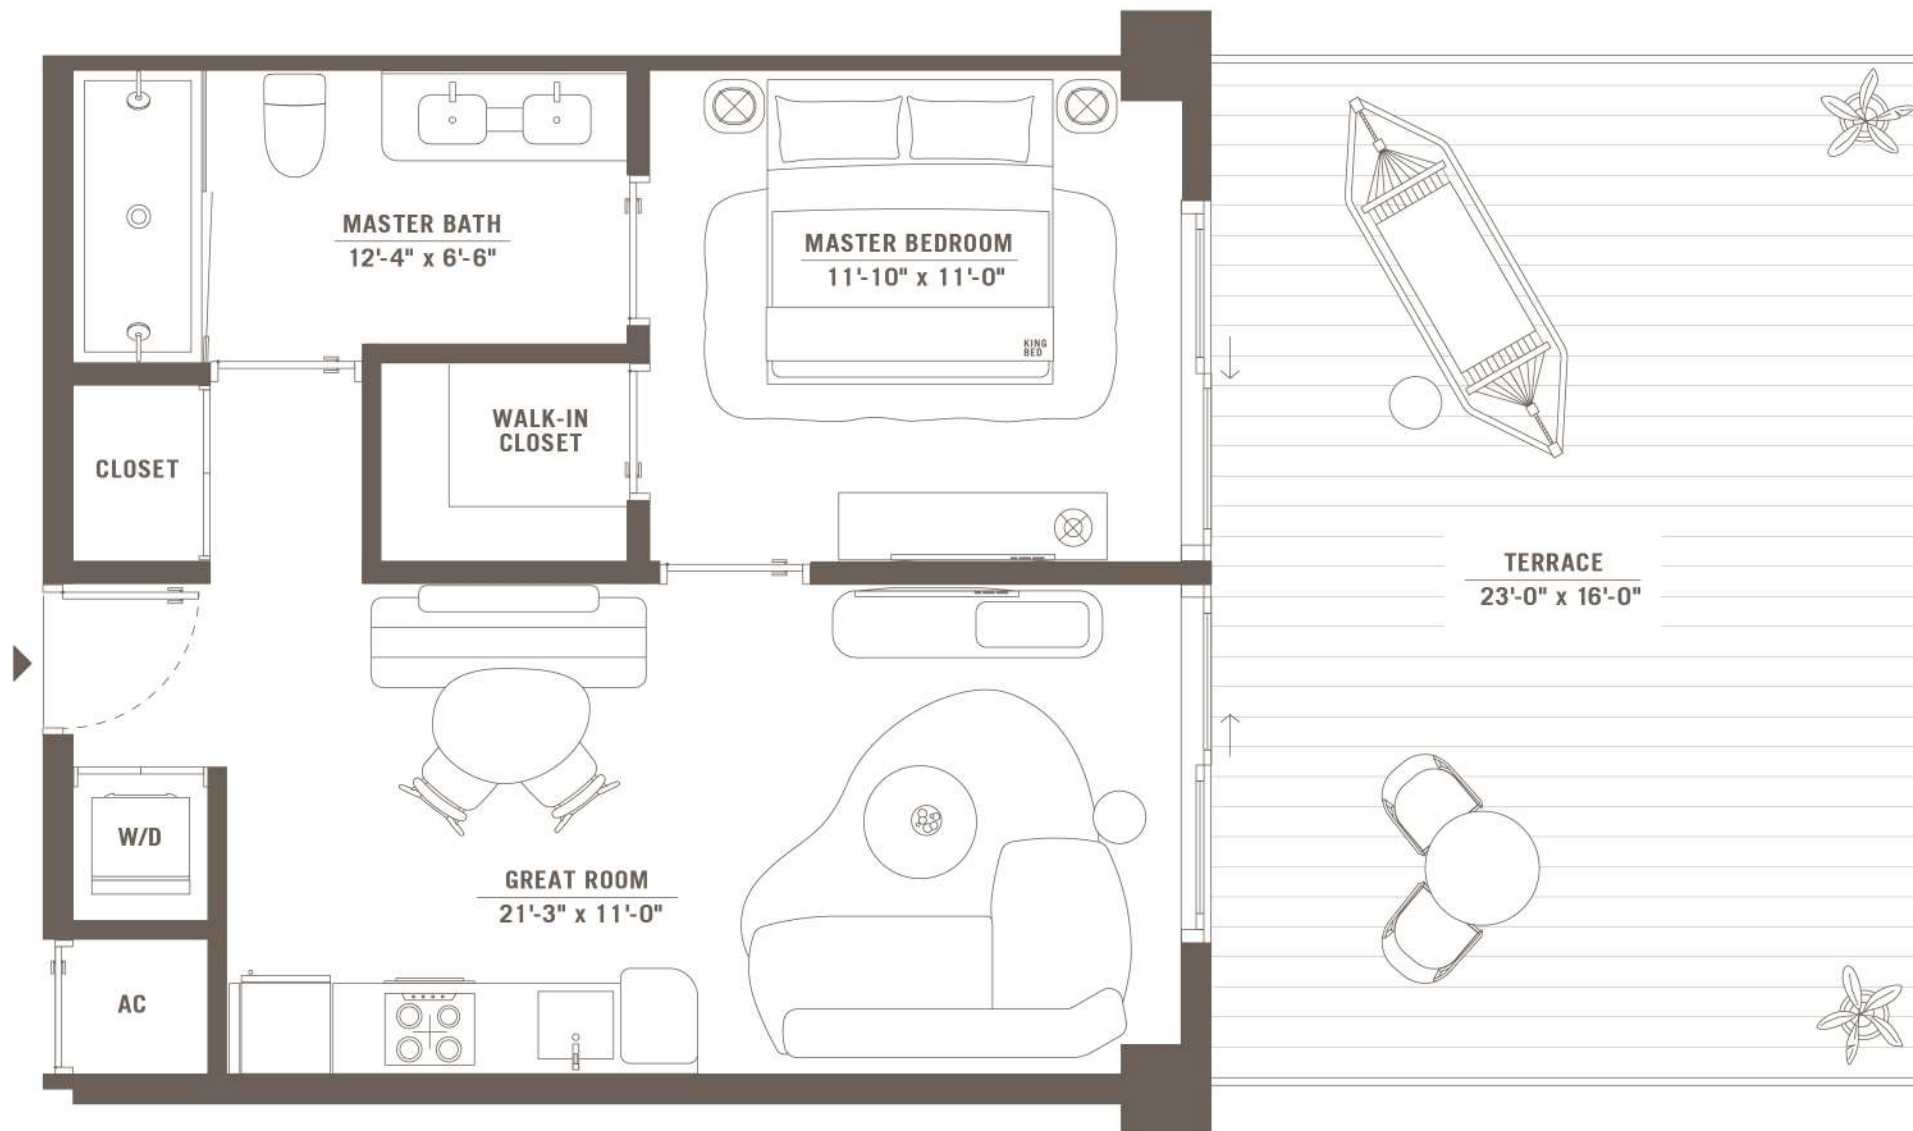 MASTER BATH
12'-4" x 6'-6"
MASTER BEDROOM
11'-10" x 11'-0"
KING
BED
WALK-IN
CLOSET
CLOSET
TERRACE
23'-0" x 16'-0"
W/D
GREAT ROOM
21'-3" x 11'-0"
AC